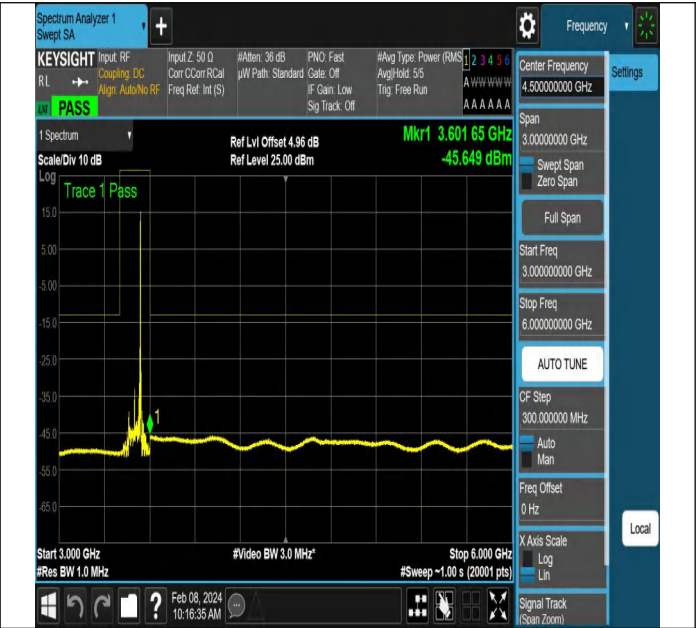 Spectrum Analyzer 1
Swept SA
+
Frequency
KEYSIGHT
RL
PASS
Input: RF
Coupling: DC
Align: Auto/No RF
Input Z: 50 Ω
Corr CCorr RCal
Freq Ref: Int (S)
#Atten: 36 dB
µW Path: Standard
PNO: Fast
Gate: Off
IF Gain: Low
Sig Track: Off
#Avg Type: Power (RMS
Avg|Hold: 5/5
Trig: Free Run
1 2 3 4 5 6
A W W W W W
A A A A A A
1 Spectrum
Scale/Div 10 dB
Ref Lvl Offset 4.96 dB
Ref Level 25.00 dBm
Mkr1 3.601 65 GHz
-45.649 dBm
Log
Trace 1 Pass
15.0
5.00
-5.00
-15.0
-25.0
-35.0
-45.0
-55.0
-65.0
1
Start 3.000 GHz
#Res BW 1.0 MHz
#Video BW 3.0 MHz*
Stop 6.000 GHz
#Sweep ~1.00 s (20001 pts)
Feb 08, 2024
10:16:35 AM
?
Center Frequency
4.500000000 GHz
Settings
Span
3.00000000 GHz
Swept Span
Zero Span
Full Span
Start Freq
3.000000000 GHz
Stop Freq
6.000000000 GHz
AUTO TUNE
CF Step
300.000000 MHz
Auto
Man
Freq Offset
0 Hz
Local
X Axis Scale
Log
Lin
Signal Track
(Span Zoom)